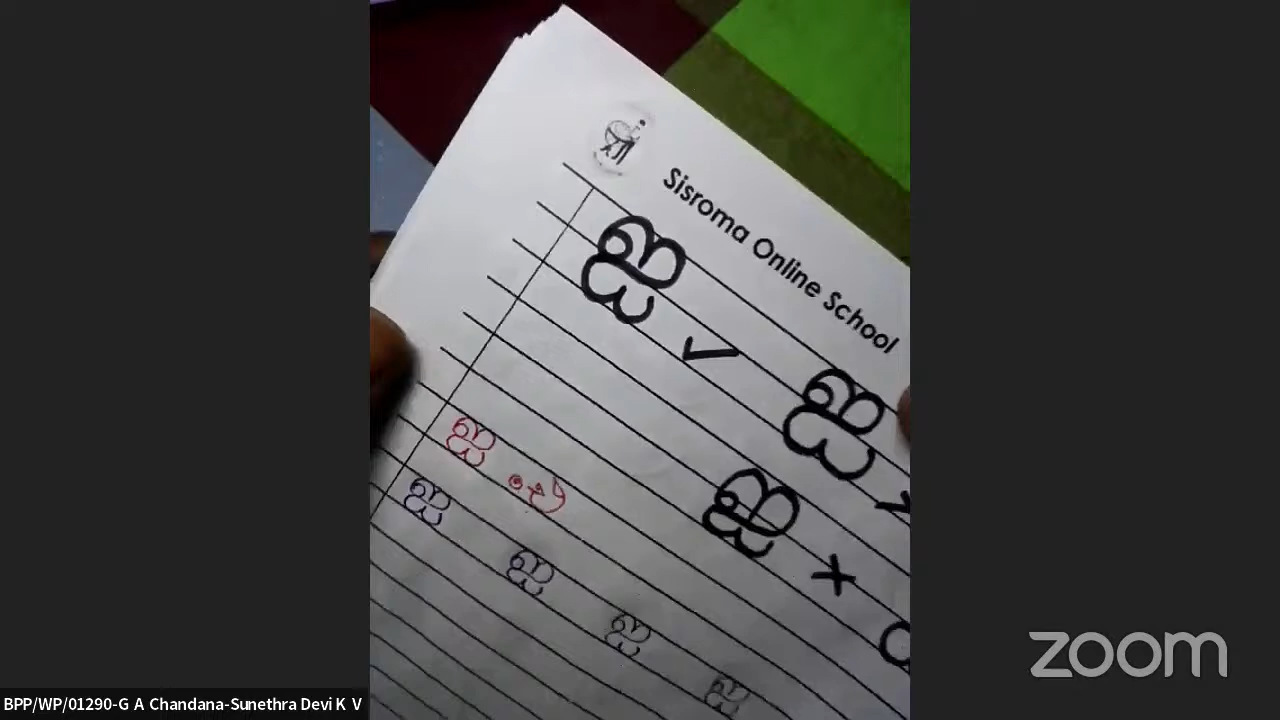 Sisroma Online School
ಐ ✓ ಐ
ಐ ×
ಐ
ಐ ಐ ಐ ಐ
BPP/WP/01290-G A Chandana-Sunethra Devi K V
zoom